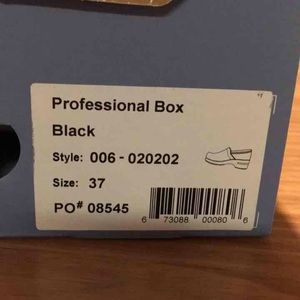 Professional Box
Black
Style: 006 - 020202
Size: 37
PO# 08545
6 73088 00080 6